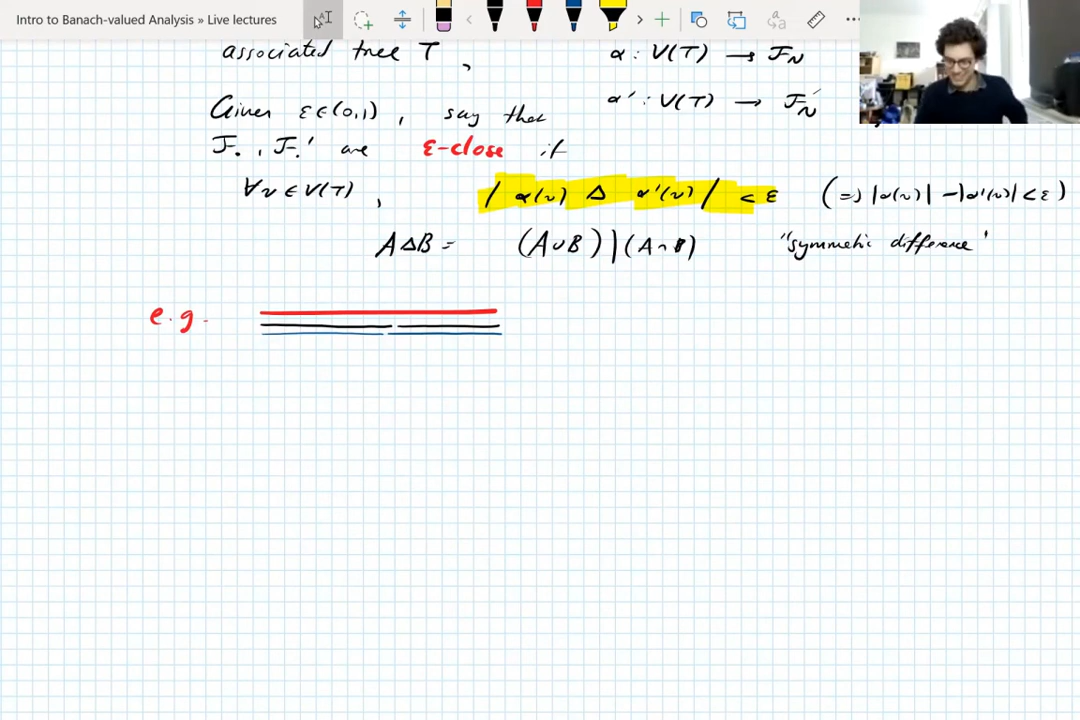 Intro to Banach-valued Analysis » Live lectures
associated tree T , α : V(T) → F_N
α' : V(T) → F_N'
Given ε∈(0,1) , say that
F. , F.' are ε-close if
∀v ∈ V(T) , | α(v) Δ α'(v) | < ε (⇒ |α(v)| - |α'(v)| < ε )
A Δ B = (A ∪ B) \ (A ∩ B) "symmetric difference"
e.g.